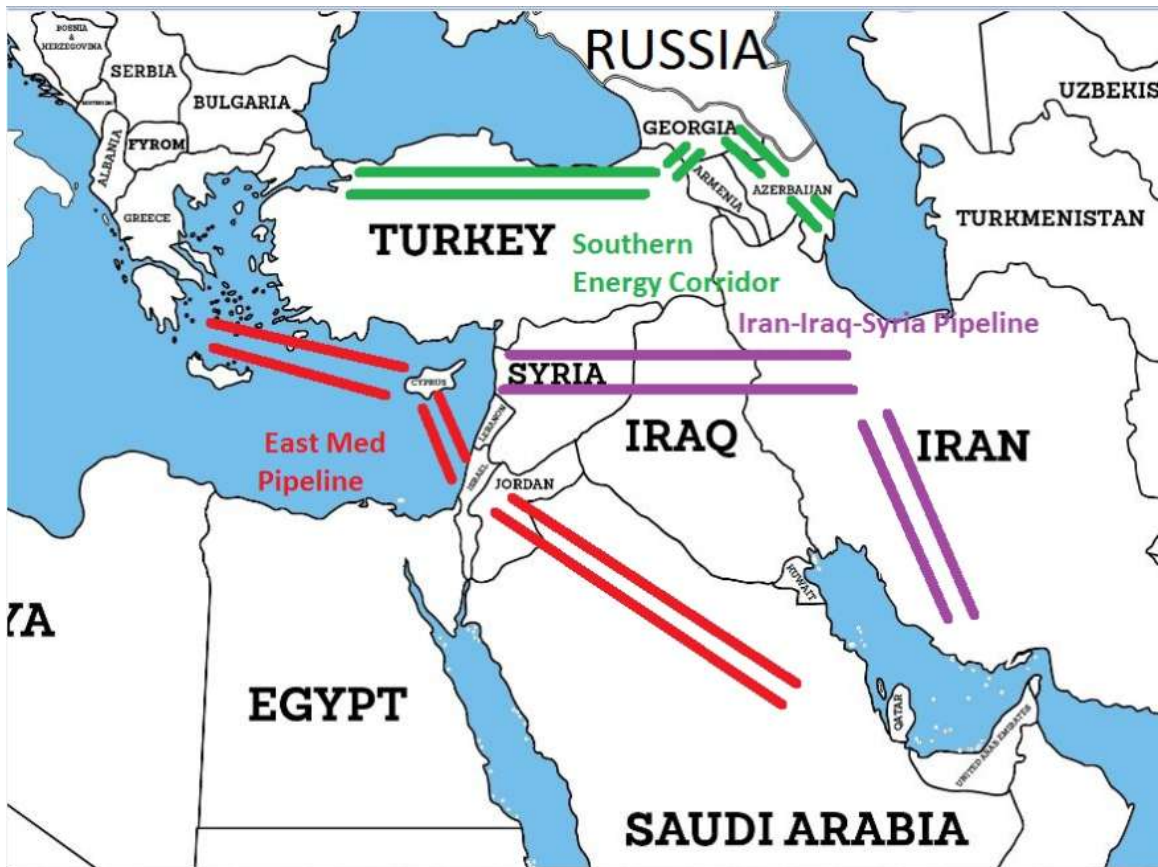 BOSNIA
&
HERZEGOVINA
RUSSIA
SERBIA
UZBEKIS
BULGARIA
GEORGIA
FYROM
ALBANIA
ARMENIA
AZERBAIJAN
GREECE
TURKEY
TURKMENISTAN
Southern
Energy Corridor
Iran-Iraq-Syria Pipeline
CYPRUS
SYRIA
LEBANON
IRAQ
IRAN
East Med
Pipeline
ISRAEL
JORDAN
KUWAIT
YA
EGYPT
QATAR
UNITED ARAB EMIRATES
SAUDI ARABIA